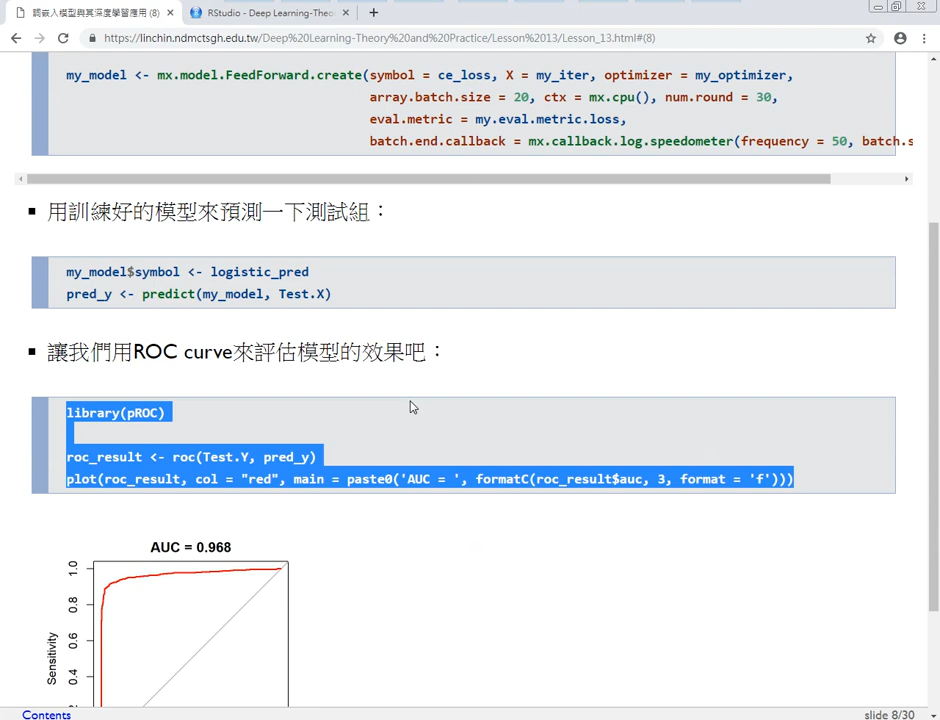 詞嵌入模型與其深度學習應用 (8)
RStudio - Deep Learning-Theo
https://linchin.ndmctsgh.edu.tw/Deep%20Learning-Theory%20and%20Practice/Lesson%2013/Lesson_13.html#(8)
my_model <- mx.model.FeedForward.create(symbol = ce_loss, X = my_iter, optimizer = my_optimizer,
array.batch.size = 20, ctx = mx.cpu(), num.round = 30,
eval.metric = my.eval.metric.loss,
batch.end.callback = mx.callback.log.speedometer(frequency = 50, batch.s
用訓練好的模型來預測一下測試組：
my_model$symbol <- logistic_pred
pred_y <- predict(my_model, Test.X)
讓我們用ROC curve來評估模型的效果吧：
library(pROC)
roc_result <- roc(Test.Y, pred_y)
plot(roc_result, col = "red", main = paste0('AUC = ', formatC(roc_result$auc, 3, format = 'f')))
AUC = 0.968
1.0
0.8
0.6
0.4
Sensitivity
Contents
slide 8/30